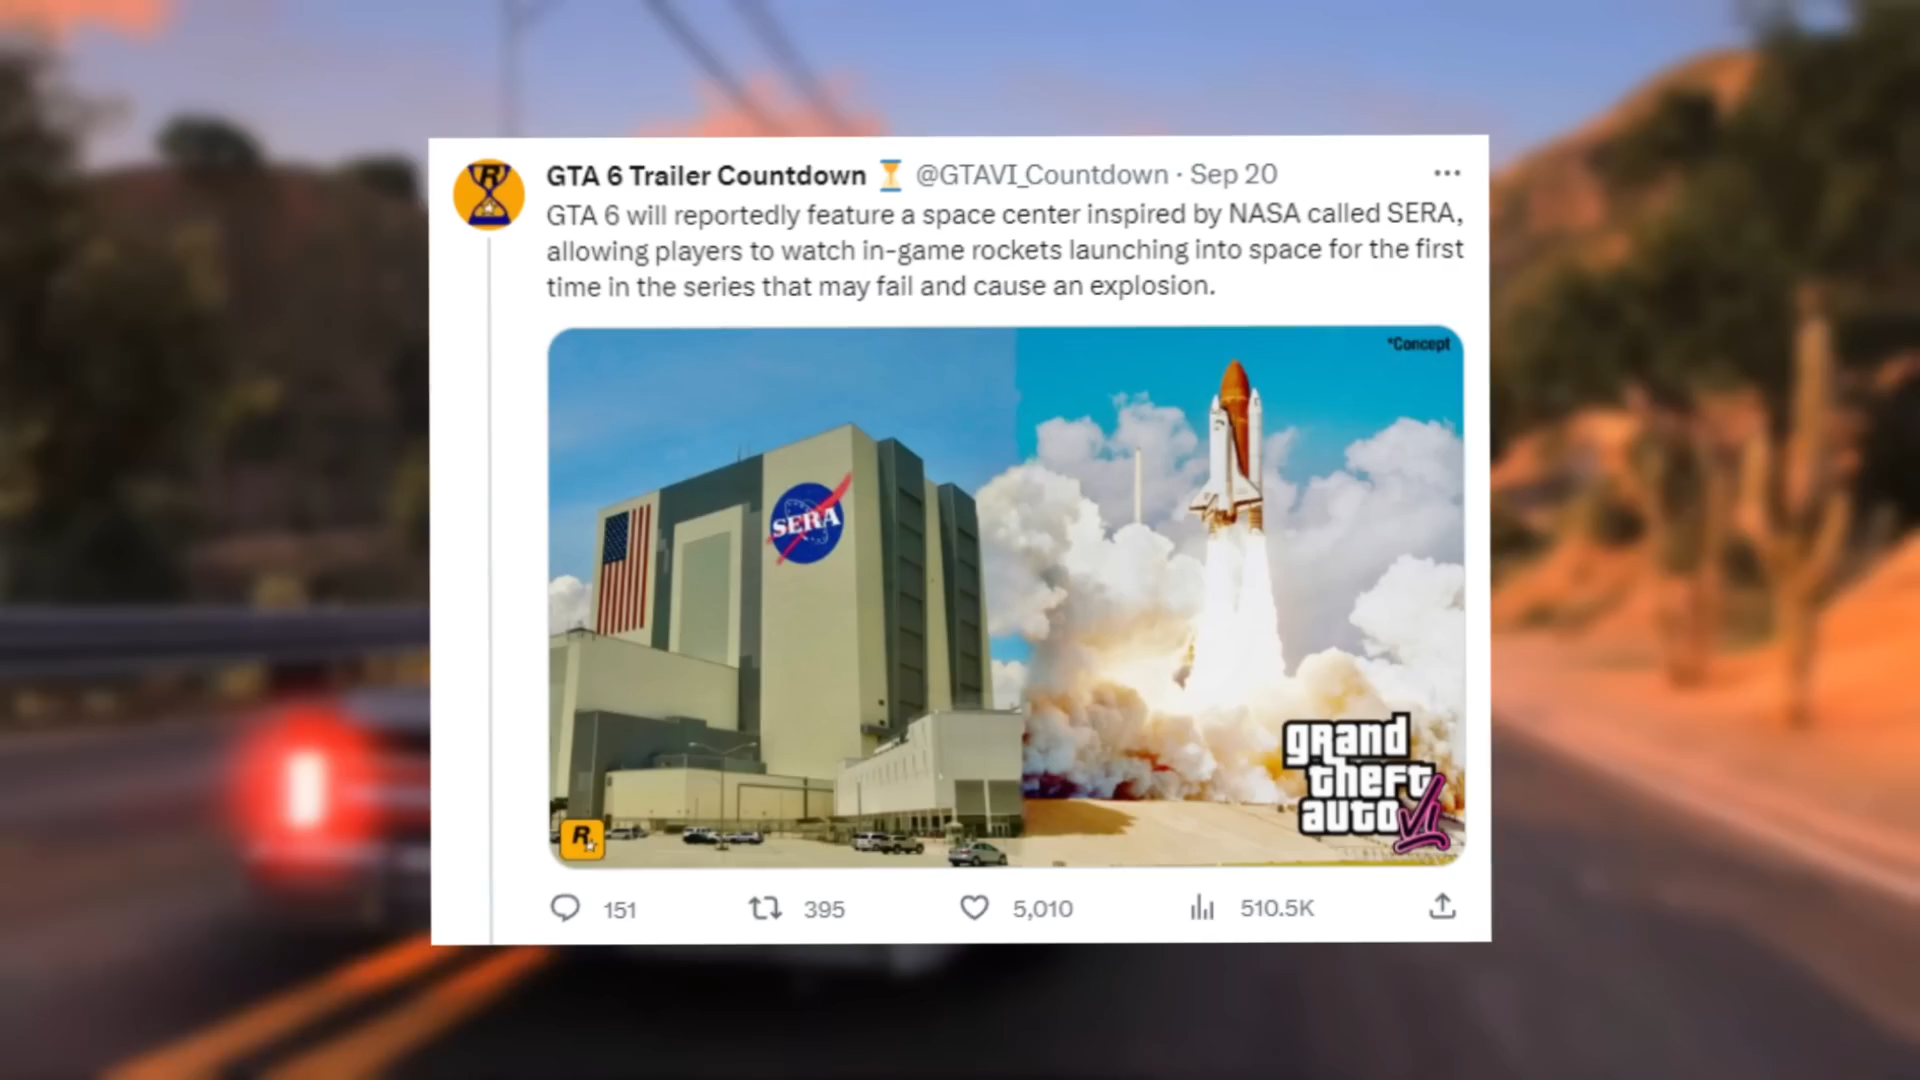 GTA 6 Trailer Countdown ⏳ @GTAVI_Countdown · Sep 20
GTA 6 will reportedly feature a space center inspired by NASA called SERA,
allowing players to watch in-game rockets launching into space for the first
time in the series that may fail and cause an explosion.
*Concept
SERA
grand
theft
auto VI
R
151 395 5,010 510.5K